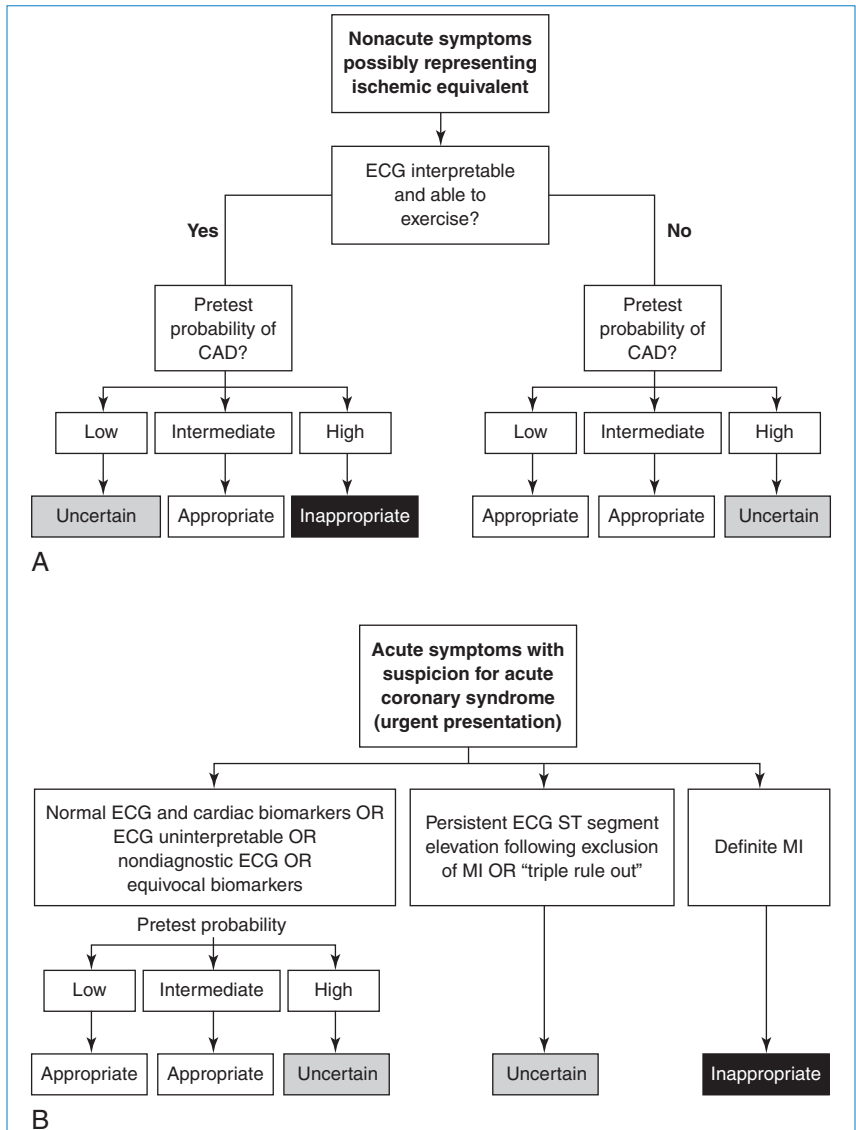 Nonacute symptoms
possibly representing
ischemic equivalent
ECG interpretable
and able to
exercise?
Yes
No
Pretest
probability of
CAD?
Pretest
probability of
CAD?
Low
Intermediate
High
Low
Intermediate
High
Uncertain
Appropriate
Inappropriate
Appropriate
Appropriate
Uncertain
A
Acute symptoms with
suspicion for acute
coronary syndrome
(urgent presentation)
Normal ECG and cardiac biomarkers OR
ECG uninterpretable OR
nondiagnostic ECG OR
equivocal biomarkers
Persistent ECG ST segment
elevation following exclusion
of MI OR “triple rule out”
Definite MI
Pretest probability
Low
Intermediate
High
Appropriate
Appropriate
Uncertain
Uncertain
Inappropriate
B